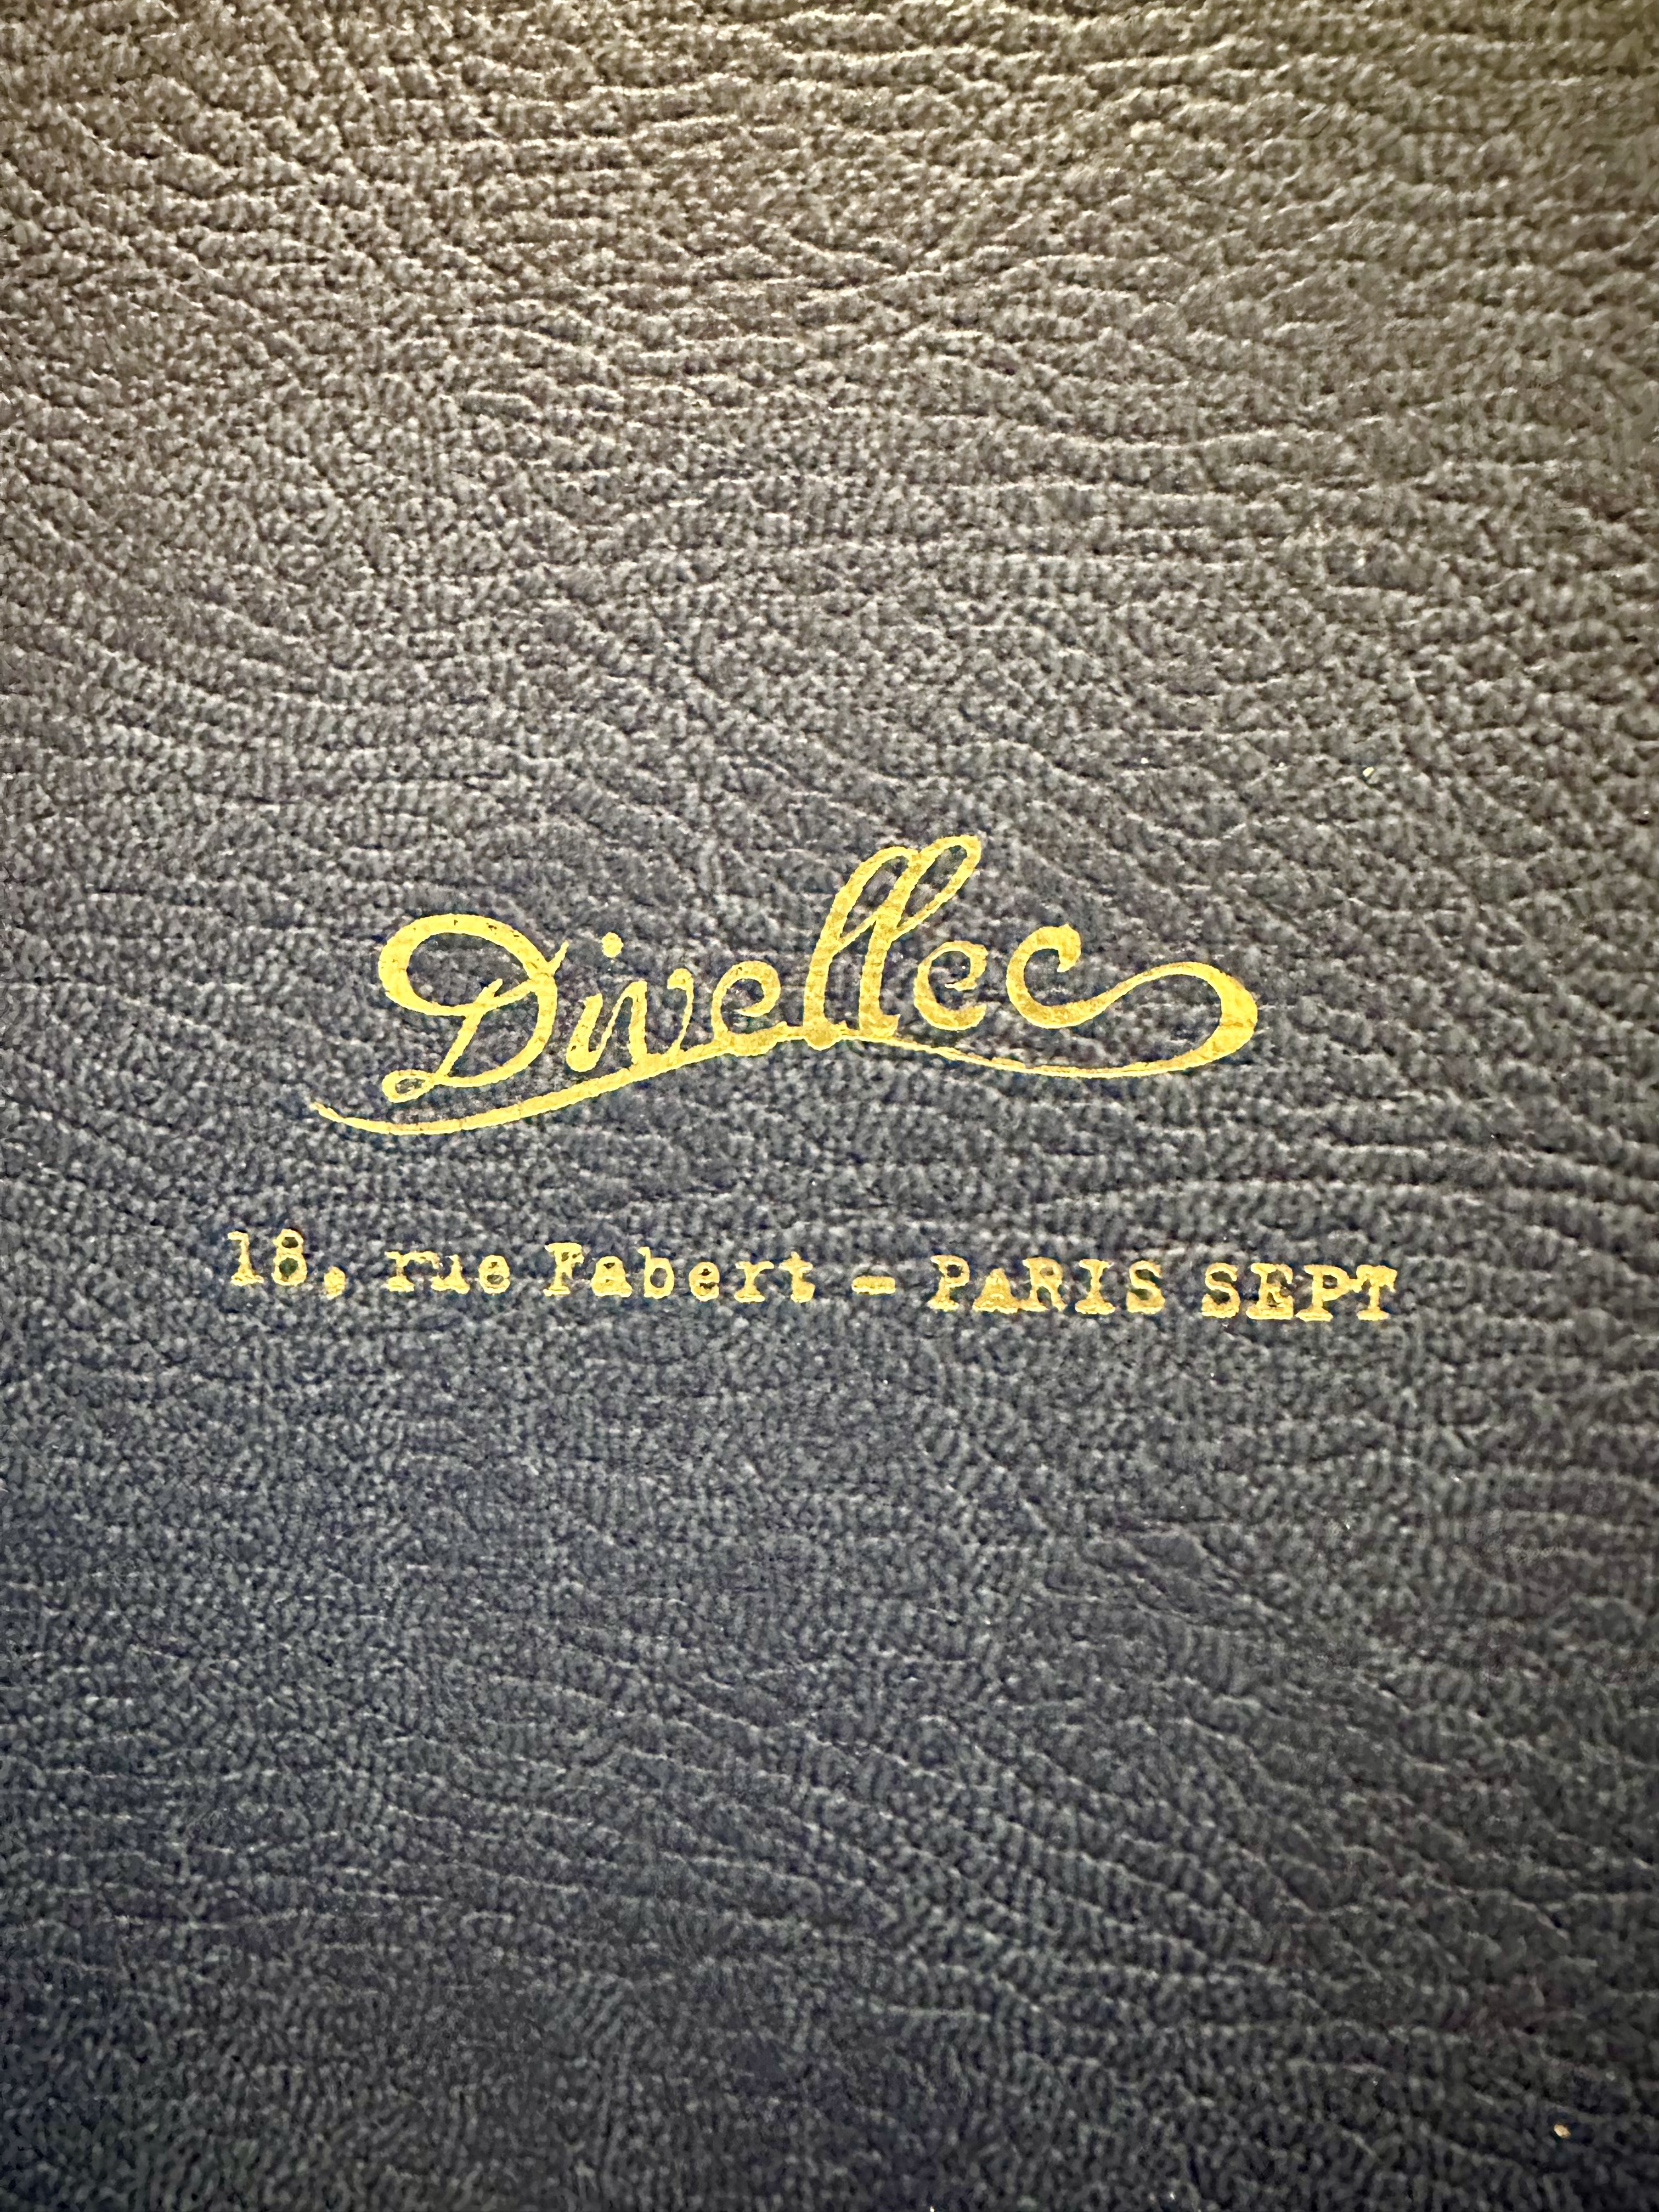 Divellec
18, rue Fabert - PARIS SEPT